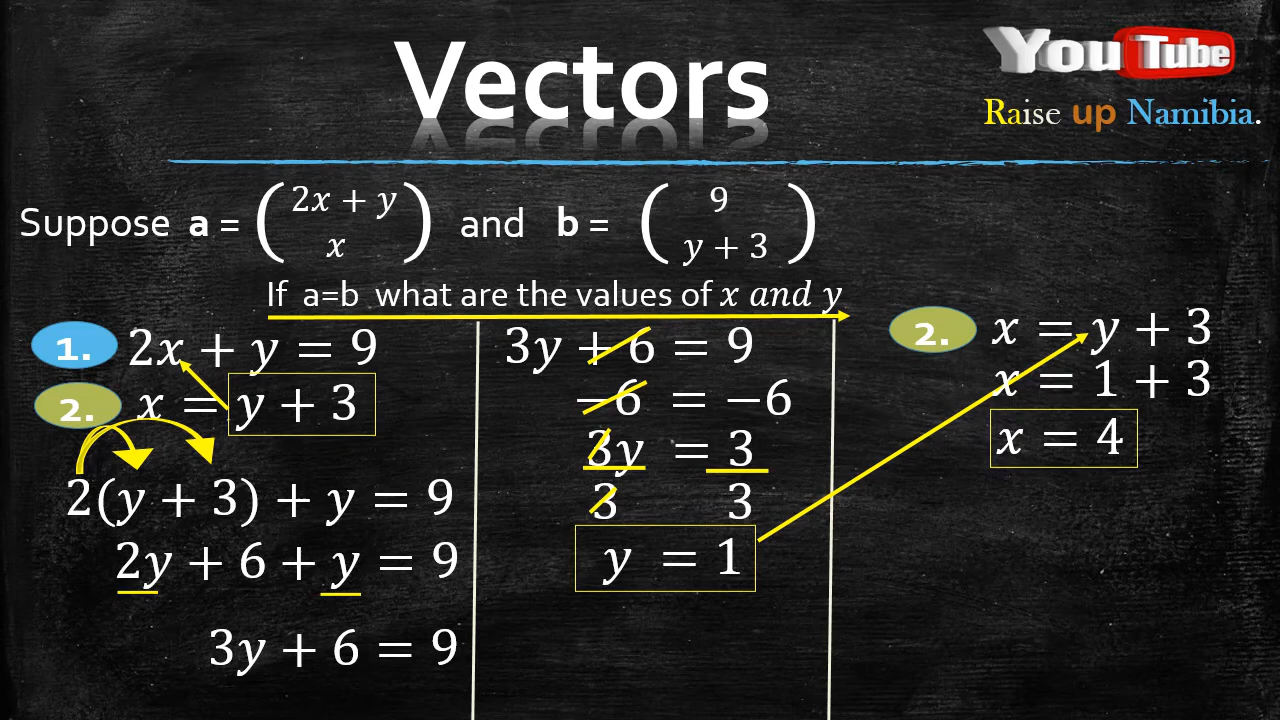 Vectors
YouTube
Raise up Namibia.
Suppose a = (2x + y x) and b = (9 y + 3)
If a=b what are the values of x and y
1. 2x + y = 9
2. x = y + 3
2(y + 3) + y = 9
2y + 6 + y = 9
3y + 6 = 9
3y + 6 = 9
−6 = −6
3y = 3
3 3
y = 1
2. x = y + 3
x = 1 + 3
x = 4